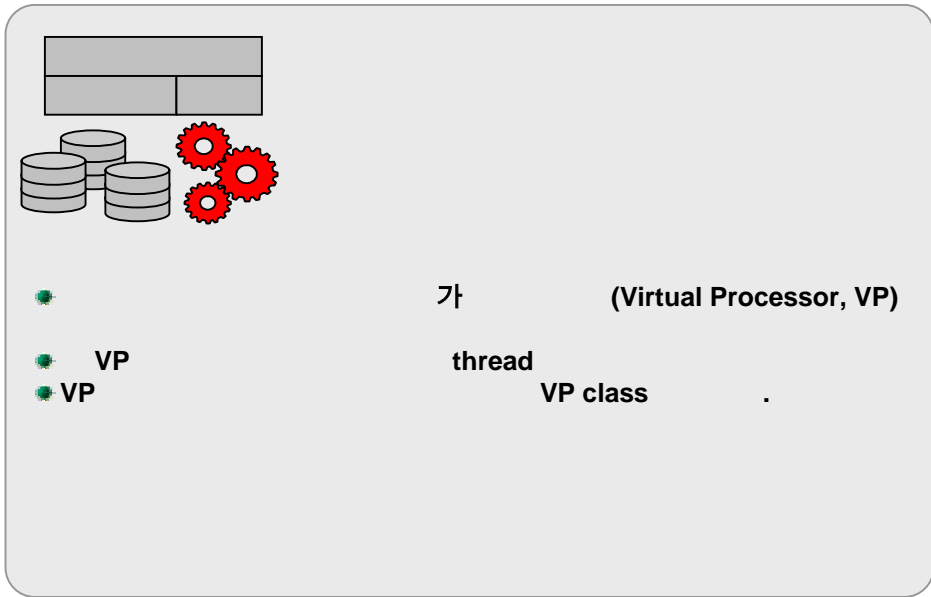 가 (Virtual Processor, VP)
VP thread
VP VP class .